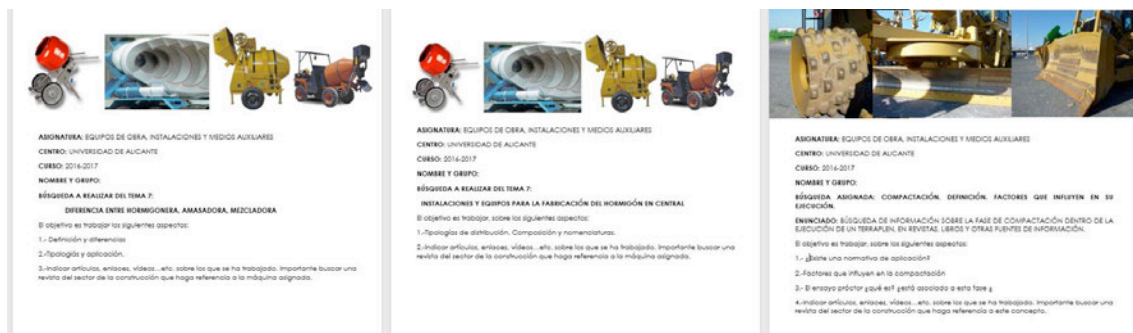 ASIGNATURA: EQUIPOS DE OBRA, INSTALACIONES Y MEDIOS AUXILIARES
CENTRO: UNIVERSIDAD DE ALICANTE
CURSO: 2016-2017
NOMBRE Y GRUPO:
BÚSQUEDA A REALIZAR DEL TEMA 7:
DIFERENCIA ENTRE HORMIGONERA, AMASADORA, MEZCLADORA
El objetivo es trabajar sobre los siguientes aspectos:
1.- Definición y diferencias
2.-Tipologías y aplicación.
3.-Indicar artículos, enlaces, vídeos...etc. sobre los que se ha trabajado. Importante buscar una
revista del sector de la construcción que haga referencia a la máquina asignada.
ASIGNATURA: EQUIPOS DE OBRA, INSTALACIONES Y MEDIOS AUXILIARES
CENTRO: UNIVERSIDAD DE ALICANTE
CURSO: 2016-2017
NOMBRE Y GRUPO:
BÚSQUEDA A REALIZAR DEL TEMA 7:
INSTALACIONES Y EQUIPOS PARA LA FABRICACIÓN DEL HORMIGÓN EN CENTRAL
El objetivo es trabajar, sobre los siguientes aspectos:
1.-Tipologías de distribución. Composición y nomenclaturas.
2.-Indicar artículos, enlaces, vídeos...etc. sobre los que se ha trabajado. Importante buscar una
revista del sector de la construcción que haga referencia a la máquina asignada.
ASIGNATURA: EQUIPOS DE OBRA, INSTALACIONES Y MEDIOS AUXILIARES
CENTRO: UNIVERSIDAD DE ALICANTE
CURSO: 2016-2017
NOMBRE Y GRUPO:
BÚSQUEDA ASIGNADA: COMPACTACIÓN. DEFINICIÓN. FACTORES QUE INFLUYEN EN SU
EJECUCIÓN.
ENUNCIADO: BÚSQUEDA DE INFORMACIÓN SOBRE LA FASE DE COMPACTACIÓN DENTRO DE LA
EJECUCIÓN DE UN TERRAPLEN, EN REVISTAS, LIBROS Y OTRAS FUENTES DE INFORMACIÓN.
El objetivo es trabajar, sobre los siguientes aspectos:
1.- ¿Existe una normativa de aplicación?
2.-Factores que influyen en la compactación
3.- El ensayo próctor ¿qué es? ¿está asociado a esta fase ¿
4.-Indicar artículos, enlaces, vídeos...etc. sobre los que se ha trabajado. Importante buscar una
revista del sector de la construcción que haga referencia a este concepto.